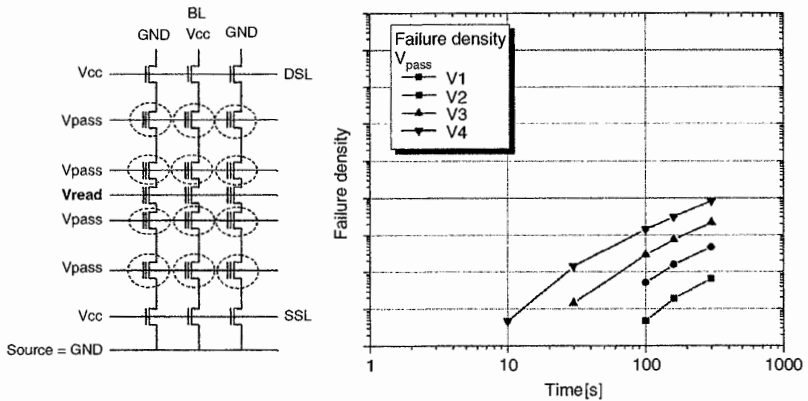 BL
GND Vcc GND
Vcc DSL
Vpass
Vpass
Vread
Vpass
Vpass
Vcc SSL
Source = GND
Failure density
Failure density
Vpass
V1
V2
V3
V4
1 10 100 1000
Time[s]